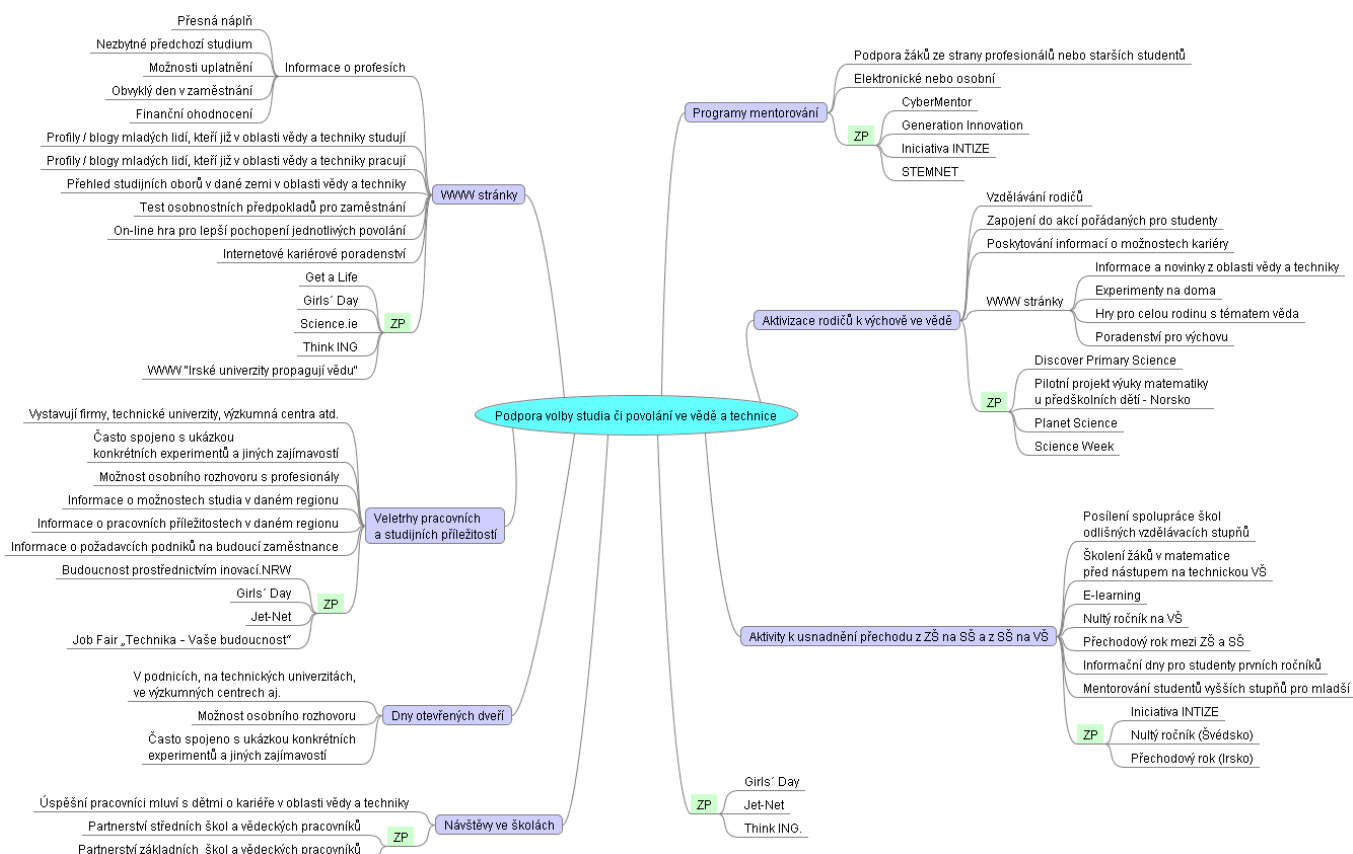 Podpora volby studia či povolání ve vědě a technice
WWW stránky
Informace o profesích
Přesná náplň
Nezbytné předchozí studium
Možnosti uplatnění
Obvyklý den v zaměstnání
Finanční ohodnocení
Profily / blogy mladých lidí, kteří již v oblasti vědy a techniky studují
Profily / blogy mladých lidí, kteří již v oblasti vědy a techniky pracují
Přehled studijních oborů v dané zemi v oblasti vědy a techniky
Test osobnostních předpokladů pro zaměstnání
On-line hra pro lepší pochopení jednotlivých povolání
Internetové kariérové poradenství
ZP
Get a Life
Girls´ Day
Science.ie
Think ING
WWW "Irské univerzity propagují vědu"
Veletrhy pracovních
a studijních příležitostí
Vystavují firmy, technické univerzity, výzkumná centra atd.
Často spojeno s ukázkou
konkrétních experimentů a jiných zajímavostí
Možnost osobního rozhovoru s profesionály
Informace o možnostech studia v daném regionu
Informace o pracovních příležitostech v daném regionu
Informace o požadavcích podniků na budoucí zaměstnance
ZP
Budoucnost prostřednictvím inovací.NRW
Girls´ Day
Jet-Net
Job Fair „Technika - Vaše budoucnost“
Dny otevřených dveří
V podnicích, na technických univerzitách,
ve výzkumných centrech aj.
Možnost osobního rozhovoru
Často spojeno s ukázkou konkrétních
experimentů a jiných zajímavostí
Návštěvy ve školách
Úspěšní pracovníci mluví s dětmi o kariéře v oblasti vědy a techniky
ZP
Partnerství středních škol a vědeckých pracovníků
Partnerství základních škol a vědeckých pracovníků
Programy mentorování
Podpora žáků ze strany profesionálů nebo starších studentů
Elektronické nebo osobní
ZP
CyberMentor
Generation Innovation
Iniciativa INTIZE
STEMNET
Aktivizace rodičů k výchově ve vědě
Vzdělávání rodičů
Zapojení do akcí pořádaných pro studenty
Poskytování informací o možnostech kariéry
WWW stránky
Informace a novinky z oblasti vědy a techniky
Experimenty na doma
Hry pro celou rodinu s tématem věda
Poradenství pro výchovu
ZP
Discover Primary Science
Pilotní projekt výuky matematiky
u předškolních dětí - Norsko
Planet Science
Science Week
Aktivity k usnadnění přechodu z ZŠ na SŠ a z SŠ na VŠ
Posílení spolupráce škol
odlišných vzdělávacích stupňů
Školení žáků v matematice
před nástupem na technickou VŠ
E-learning
Nultý ročník na VŠ
Přechodový rok mezi ZŠ a SŠ
Informační dny pro studenty prvních ročníků
Mentorování studentů vyšších stupňů pro mladší
ZP
Iniciativa INTIZE
Nultý ročník (Švédsko)
Přechodový rok (Irsko)
ZP
Girls´ Day
Jet-Net
Think ING.